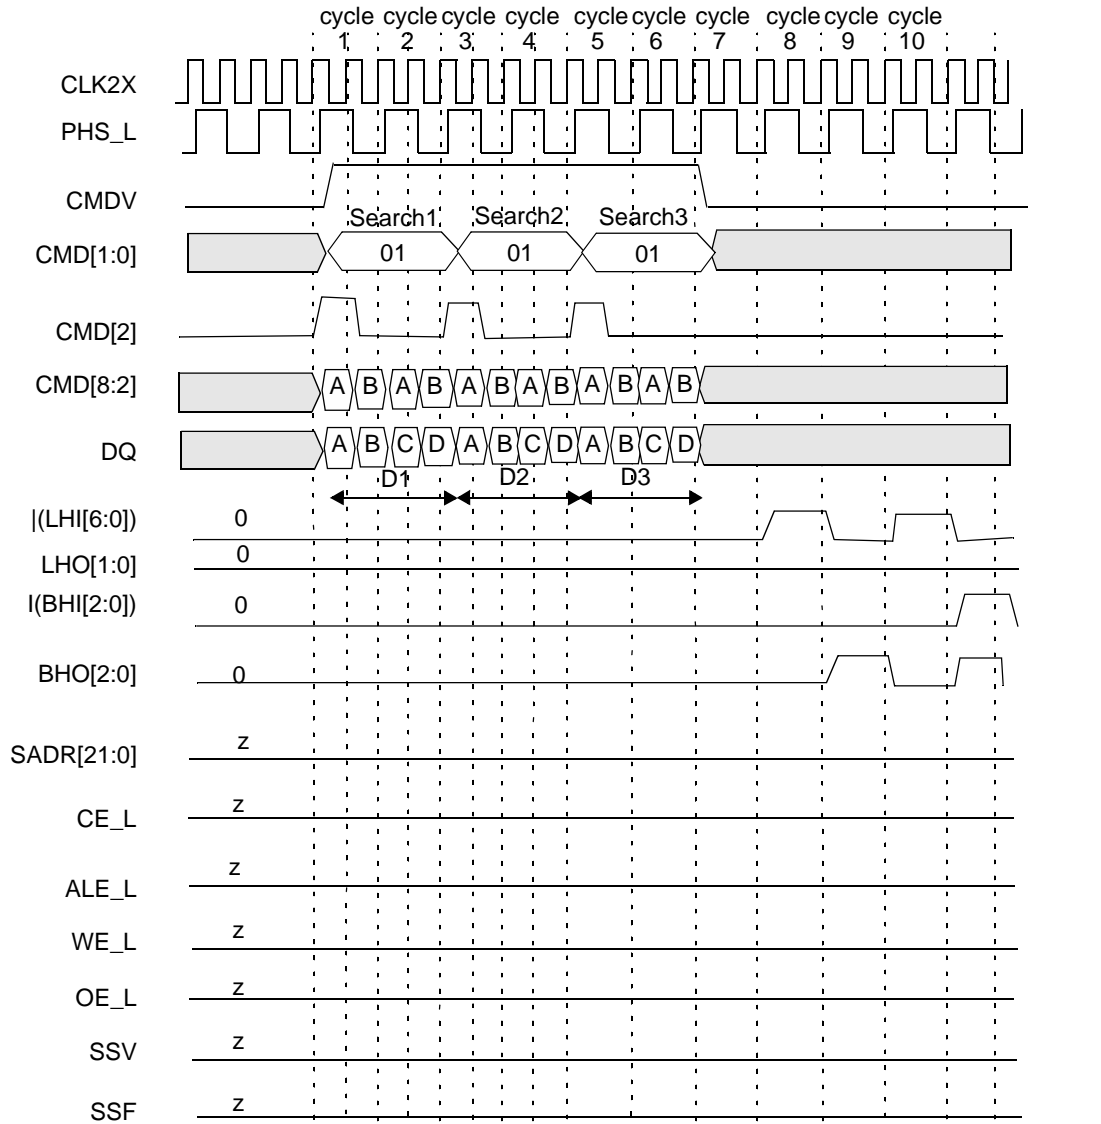 cycle cycle cycle cycle cycle cycle cycle cycle cycle cycle
1 2 3 4 5 6 7 8 9 10
CLK2X
PHS_L
CMDV
Search1 Search2 Search3
CMD[1:0] 01 01 01
CMD[2]
CMD[8:2] A B A B A B A B A B A B
DQ A B C D A B C D A B C D
D1 D2 D3
|(LHI[6:0]) 0
LHO[1:0] 0
I(BHI[2:0]) 0
BHO[2:0] 0
SADR[21:0] z
CE_L z
ALE_L z
WE_L z
OE_L z
SSV z
SSF z